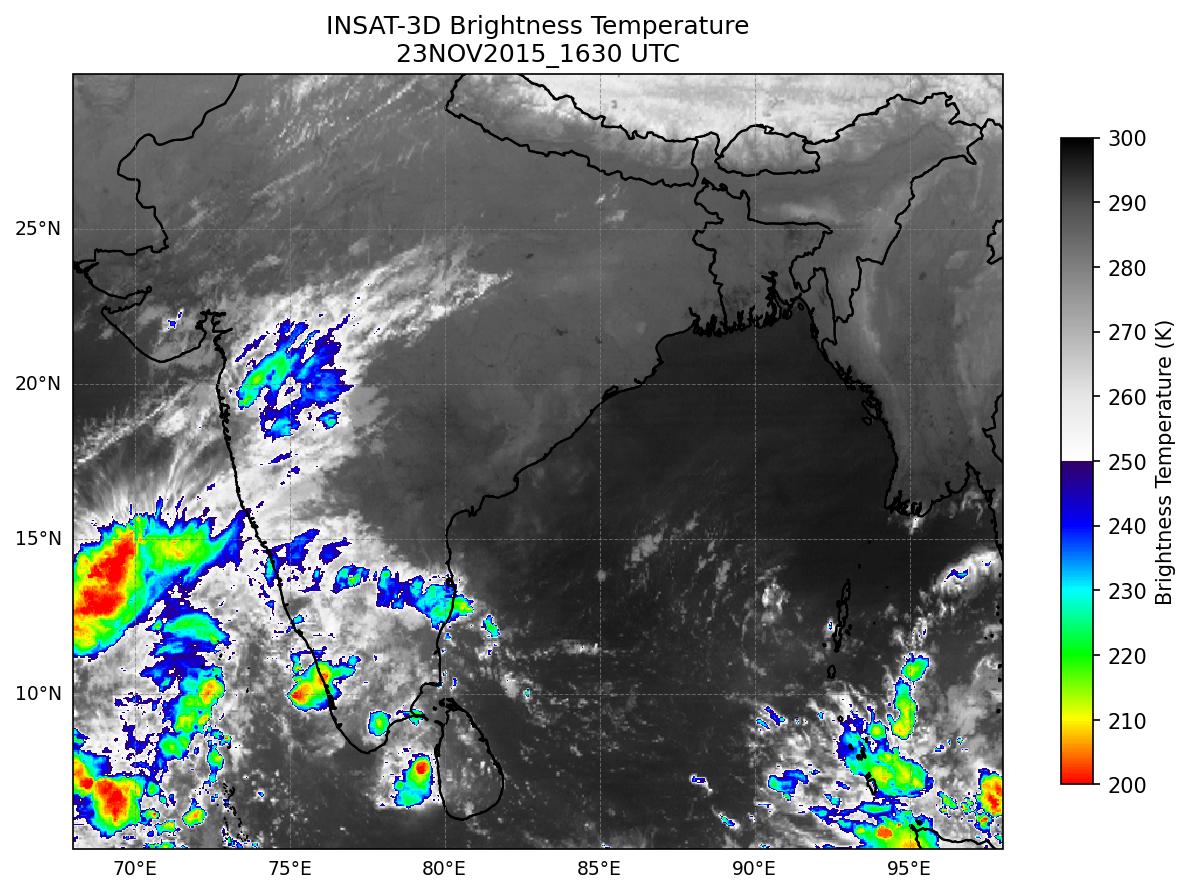 INSAT-3D Brightness Temperature
23NOV2015_1630 UTC
25°N
20°N
15°N
10°N
70°E
75°E
80°E
85°E
90°E
95°E
300
290
280
270
260
250
240
230
220
210
200
Brightness Temperature (K)